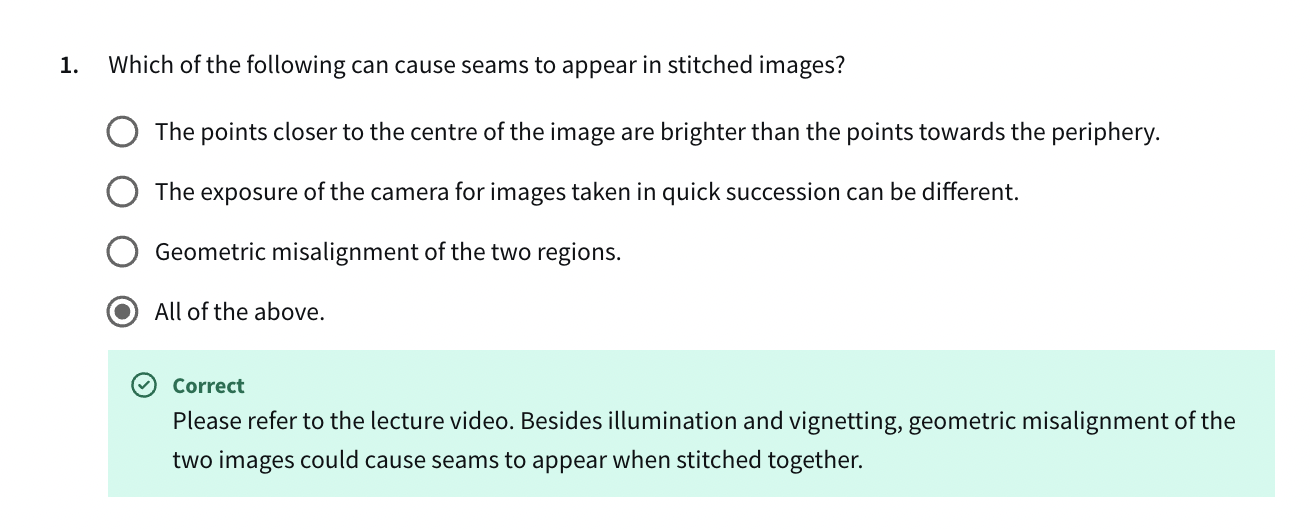 1. Which of the following can cause seams to appear in stitched images?
The points closer to the centre of the image are brighter than the points towards the periphery.
The exposure of the camera for images taken in quick succession can be different.
Geometric misalignment of the two regions.
All of the above.
Correct
Please refer to the lecture video. Besides illumination and vignetting, geometric misalignment of the
two images could cause seams to appear when stitched together.